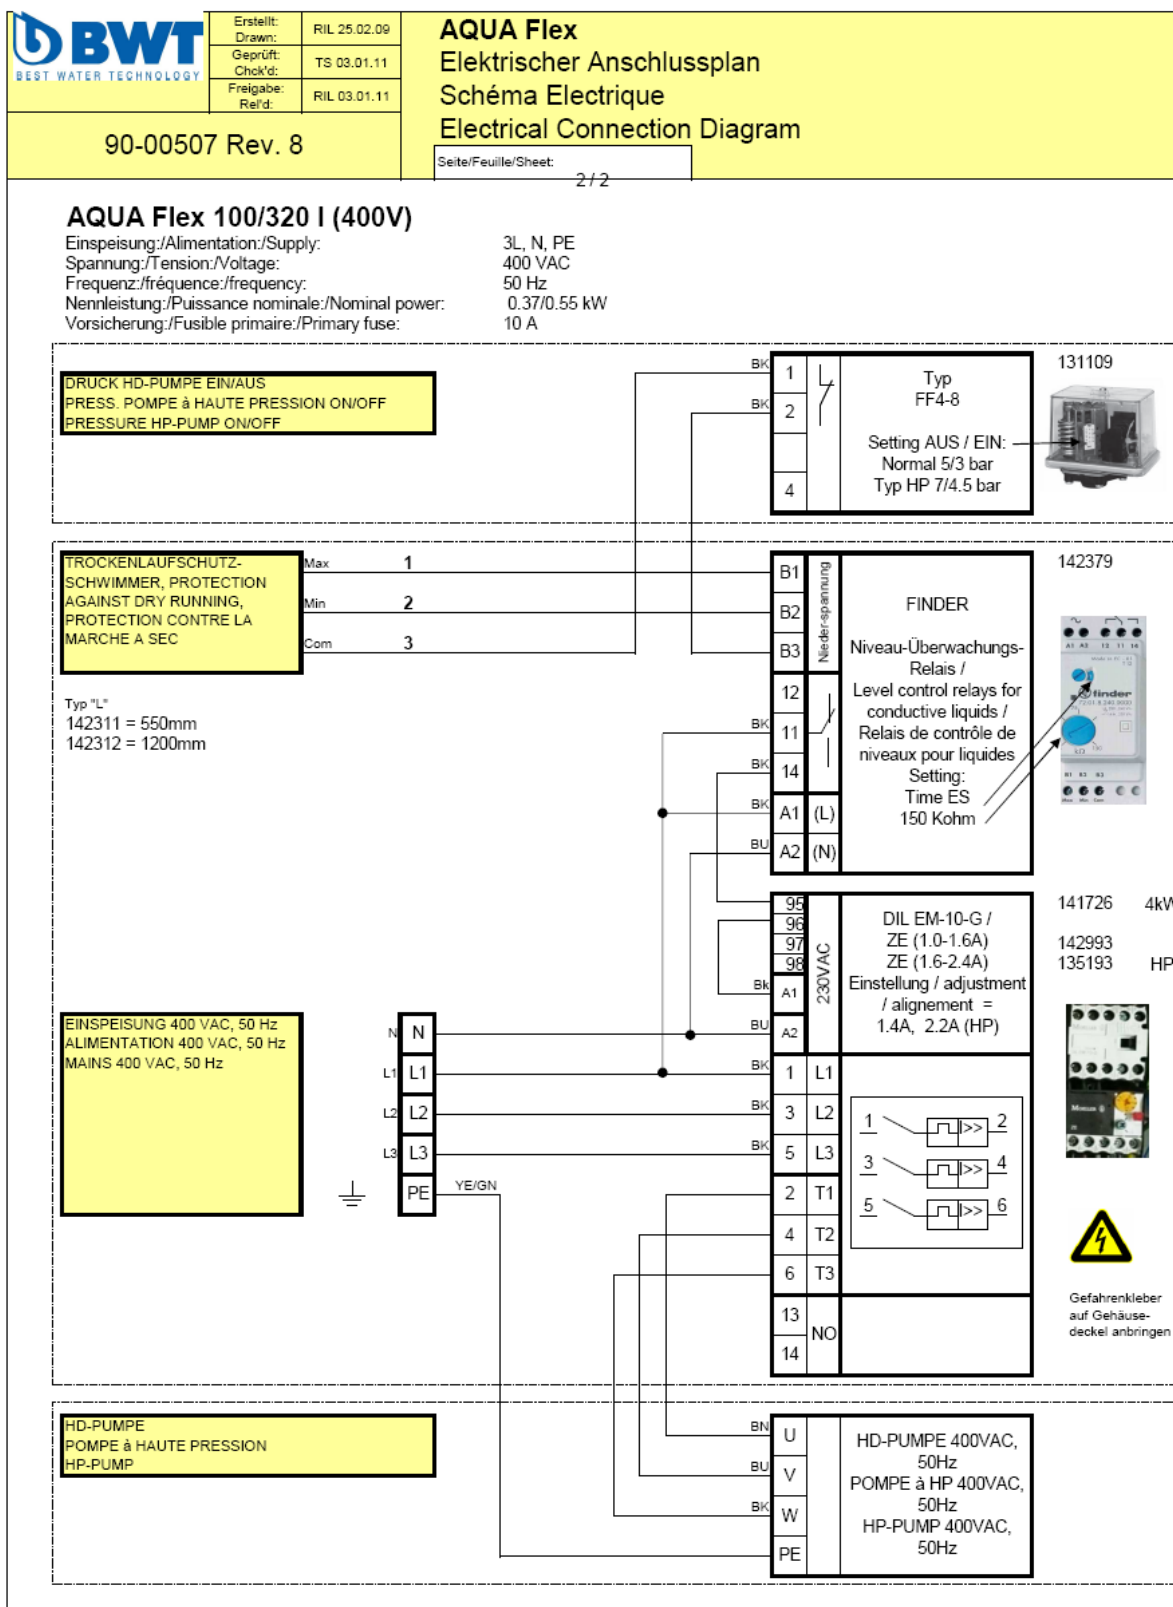 BWT
BEST WATER TECHNOLOGY
Erstellt:
Drawn:
RIL 25.02.09
Geprüft:
Chck'd:
TS 03.01.11
Freigabe:
Rel'd:
RIL 03.01.11
90-00507 Rev. 8
AQUA Flex
Elektrischer Anschlussplan
Schéma Electrique
Electrical Connection Diagram
Seite/Feuille/Sheet:
2 / 2
AQUA Flex 100/320 l (400V)
Einspeisung:/Alimentation:/Supply: 3L, N, PE
Spannung:/Tension:/Voltage: 400 VAC
Frequenz:/fréquence:/frequency: 50 Hz
Nennleistung:/Puissance nominale:/Nominal power: 0.37/0.55 kW
Vorsicherung:/Fusible primaire:/Primary fuse: 10 A
DRUCK HD-PUMPE EIN/AUS
PRESS. POMPE à HAUTE PRESSION ON/OFF
PRESSURE HP-PUMP ON/OFF
BK 1
BK 2
4
Typ
FF4-8
Setting AUS / EIN:
Normal 5/3 bar
Typ HP 7/4.5 bar
131109
TROCKENLAUFSCHUTZ-
SCHWIMMER, PROTECTION
AGAINST DRY RUNNING,
PROTECTION CONTRE LA
MARCHE A SEC
Max 1
Min 2
Com 3
Typ "L"
142311 = 550mm
142312 = 1200mm
B1
B2
B3
Nieder-spannung
12
BK 11
BK 14
BK A1 (L)
BU A2 (N)
FINDER
Niveau-Überwachungs-
Relais /
Level control relays for
conductive liquids /
Relais de contrôle de
niveaux pour liquides
Setting:
Time ES
150 Kohm
142379
A1 A2 12 11 14
finder
B1 B2 B3
Max Min Com
95
96
97
98
Bk A1
BU A2
230VAC
DIL EM-10-G /
ZE (1.0-1.6A)
ZE (1.6-2.4A)
Einstellung / adjustment
/ alignement =
1.4A, 2.2A (HP)
141726 4kW
142993
135193 HP
EINSPEISUNG 400 VAC, 50 Hz
ALIMENTATION 400 VAC, 50 Hz
MAINS 400 VAC, 50 Hz
N N
L1 L1
L2 L2
L3 L3
PE
YE/GN
BK 1 L1
BK 3 L2
BK 5 L3
2 T1
4 T2
6 T3
13
14
NO
1 I>> 2
3 I>> 4
5 I>> 6
Moeller
Gefahrenkleber
auf Gehäuse-
deckel anbringen
HD-PUMPE
POMPE à HAUTE PRESSION
HP-PUMP
BN U
BU V
BK W
PE
HD-PUMPE 400VAC,
50Hz
POMPE à HP 400VAC,
50Hz
HP-PUMP 400VAC,
50Hz